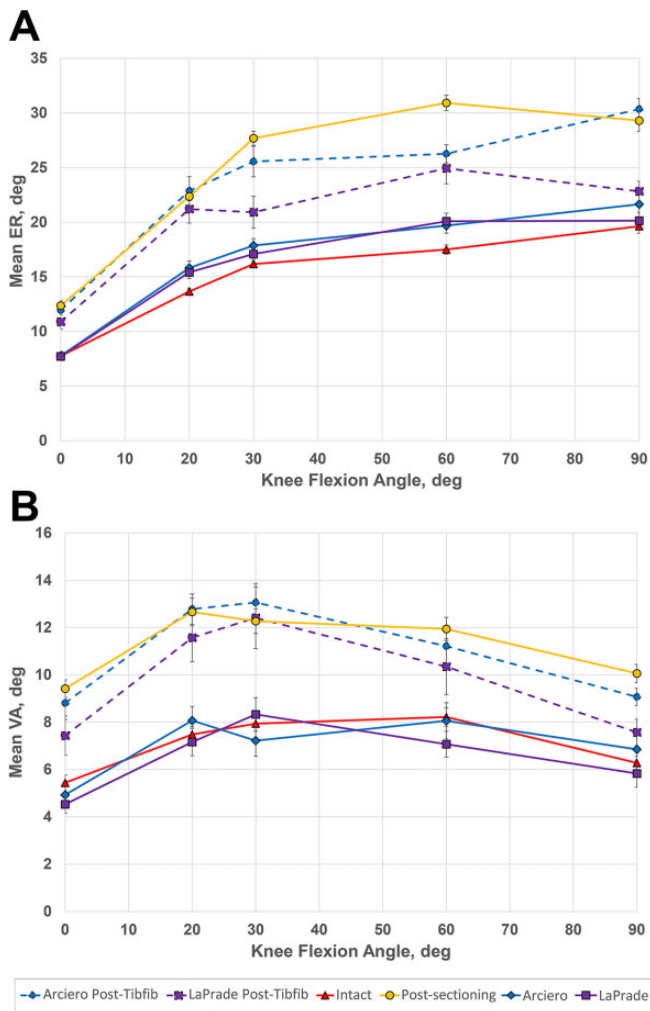 A
35
30
25
20
15
10
5
0
Mean ER, deg
0 10 20 30 40 50 60 70 80 90
Knee Flexion Angle, deg
B
16
14
12
10
8
6
4
2
0
Mean VA, deg
0 10 20 30 40 50 60 70 80 90
Knee Flexion Angle, deg
Arciero Post-Tibfib LaPrade Post-Tibfib Intact Post-sectioning Arciero LaPrade